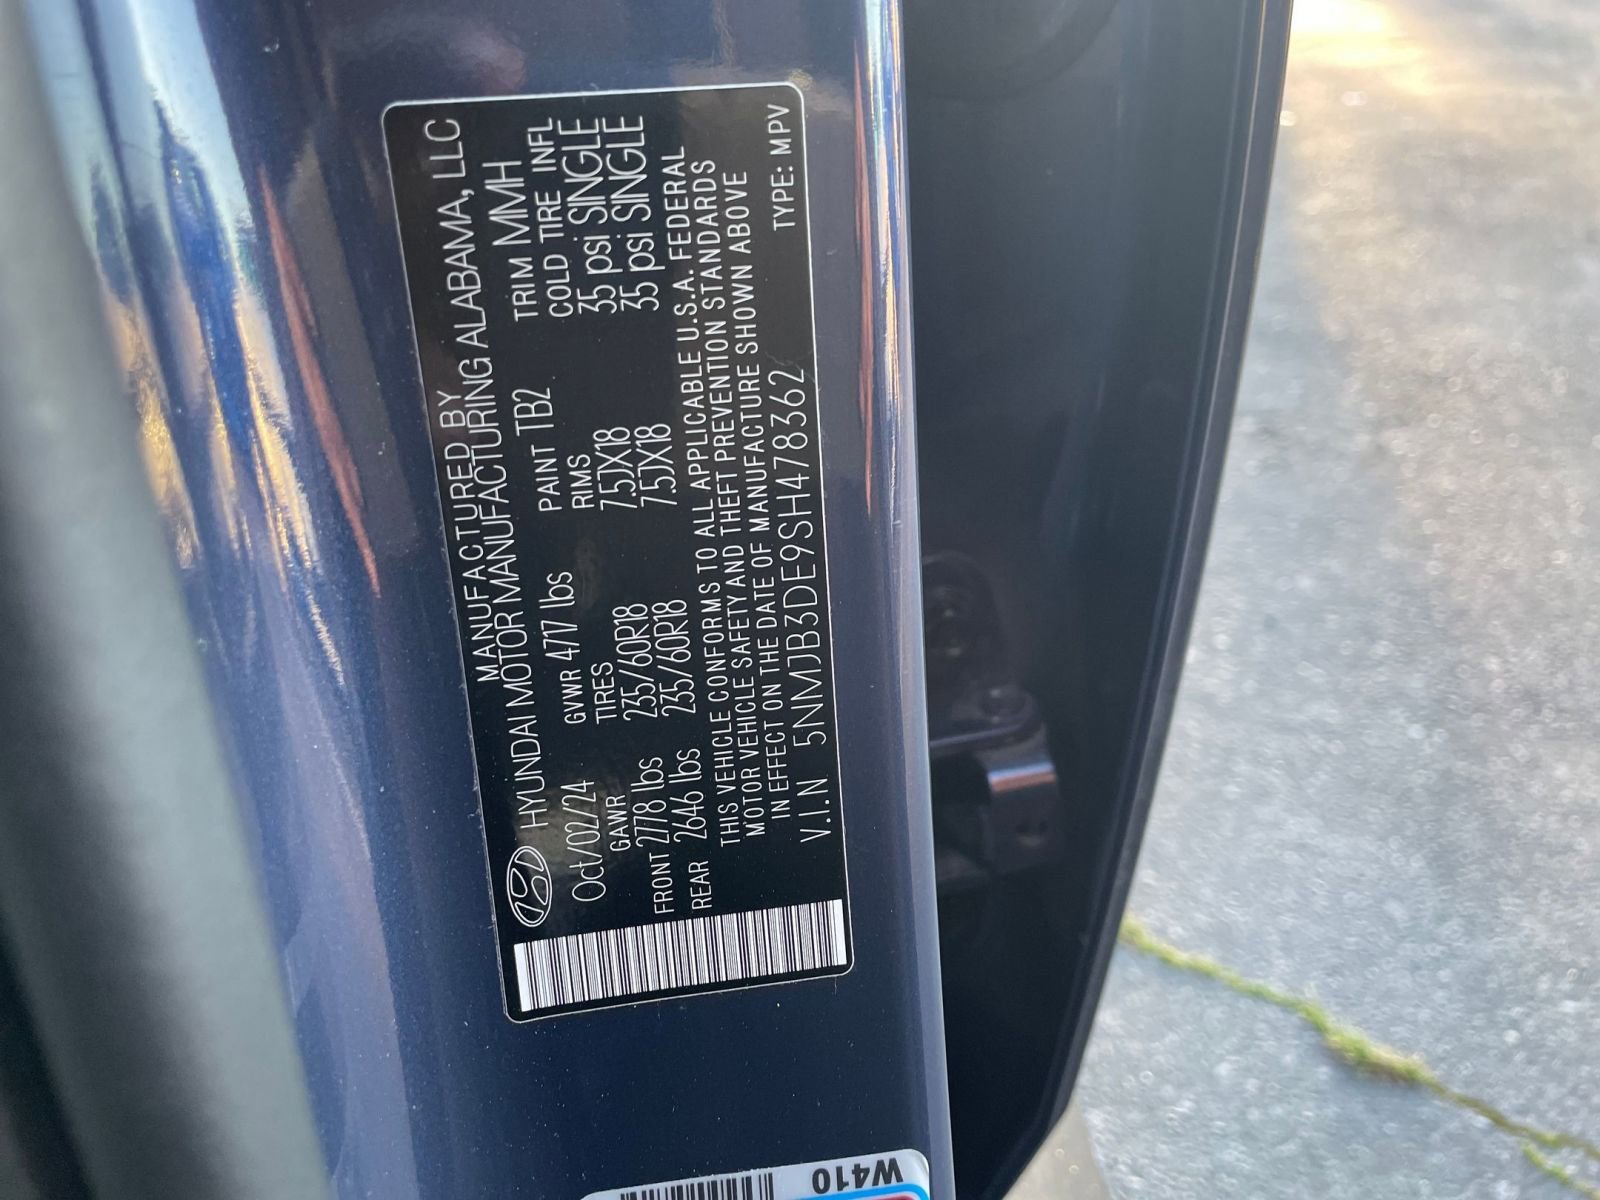 MANUFACTURED BY
HYUNDAI MOTOR MANUFACTURING ALABAMA, LLC
Oct/02/24 GVWR 4717 lbs PAINT TB2 TRIM MMH
GAWR TIRES RIMS COLD TIRE INFL
FRONT 2778 lbs 235/60R18 7.5JX18 35 psi SINGLE
REAR 2646 lbs 235/60R18 7.5JX18 35 psi SINGLE
THIS VEHICLE CONFORMS TO ALL APPLICABLE U.S.A. FEDERAL
MOTOR VEHICLE SAFETY AND THEFT PREVENTION STANDARDS
IN EFFECT ON THE DATE OF MANUFACTURE SHOWN ABOVE
V.I.N 5NMJB3DE9SH478362 TYPE: MPV
W410